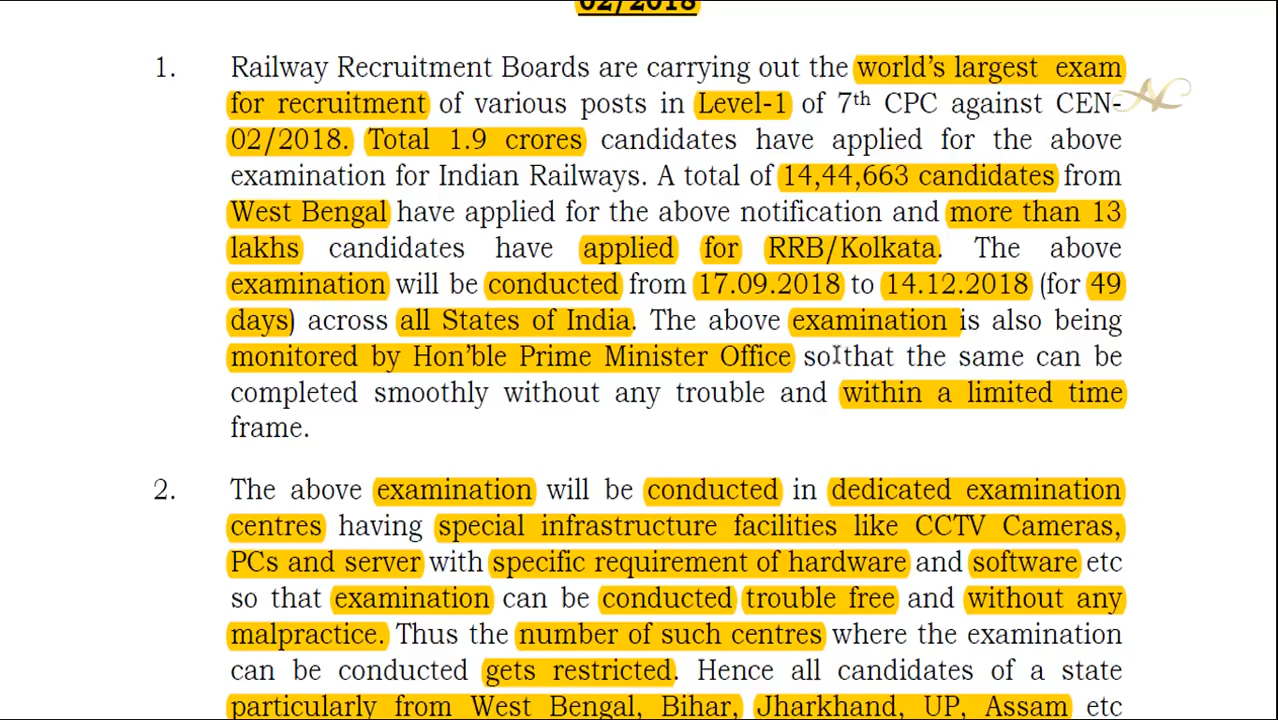 02/2018
1. Railway Recruitment Boards are carrying out the world's largest exam
for recruitment of various posts in Level-1 of 7th CPC against CEN-
02/2018. Total 1.9 crores candidates have applied for the above
examination for Indian Railways. A total of 14,44,663 candidates from
West Bengal have applied for the above notification and more than 13
lakhs candidates have applied for RRB/Kolkata. The above
examination will be conducted from 17.09.2018 to 14.12.2018 (for 49
days) across all States of India. The above examination is also being
monitored by Hon'ble Prime Minister Office so that the same can be
completed smoothly without any trouble and within a limited time
frame.
2. The above examination will be conducted in dedicated examination
centres having special infrastructure facilities like CCTV Cameras,
PCs and server with specific requirement of hardware and software etc
so that examination can be conducted trouble free and without any
malpractice. Thus the number of such centres where the examination
can be conducted gets restricted. Hence all candidates of a state
particularly from West Bengal, Bihar, Jharkhand, UP, Assam etc